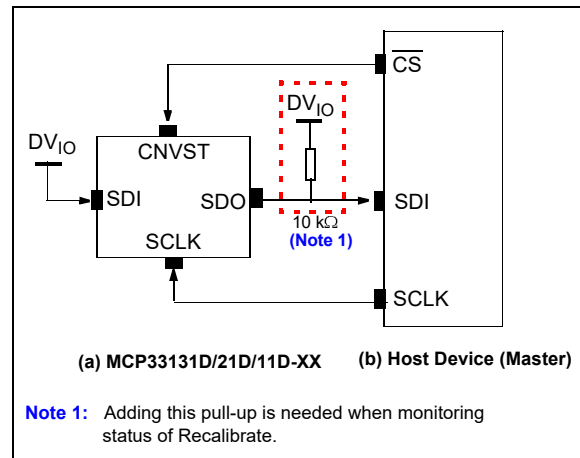 CS
DVIO
DVIO
CNVST
SDI
SDO
SDI
10 kΩ
(Note 1)
SCLK
SCLK
(a) MCP33131D/21D/11D-XX
(b) Host Device (Master)
Note 1: Adding this pull-up is needed when monitoring
status of Recalibrate.